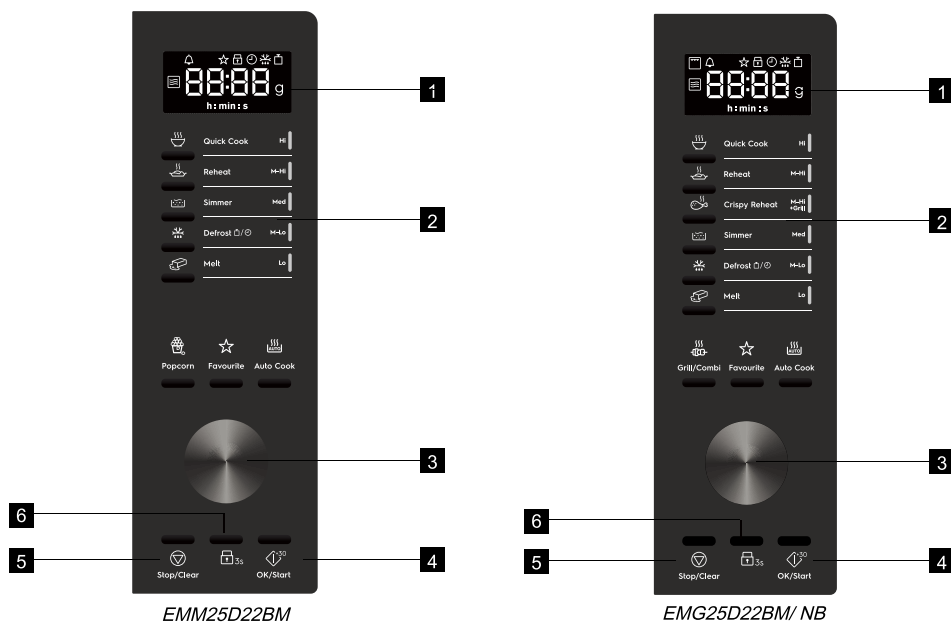 88:88 g
h:min:s
1
Quick Cook Hi
Reheat M-Hi
Simmer Med
2
Defrost / M-Lo
Melt Lo
Popcorn Favourite Auto Cook
AUTO
3
6
5
3s
+30
4
Stop/Clear OK/Start
EMM25D22BM
88:88 g
h:min:s
1
Quick Cook Hi
Reheat M-Hi
Crispy Reheat M-Hi +Grill
2
Simmer Med
Defrost / M-Lo
Melt Lo
AUTO
Grill/Combi Favourite Auto Cook
3
6
5
3s
+30
4
Stop/Clear OK/Start
EMG25D22BM/ NB